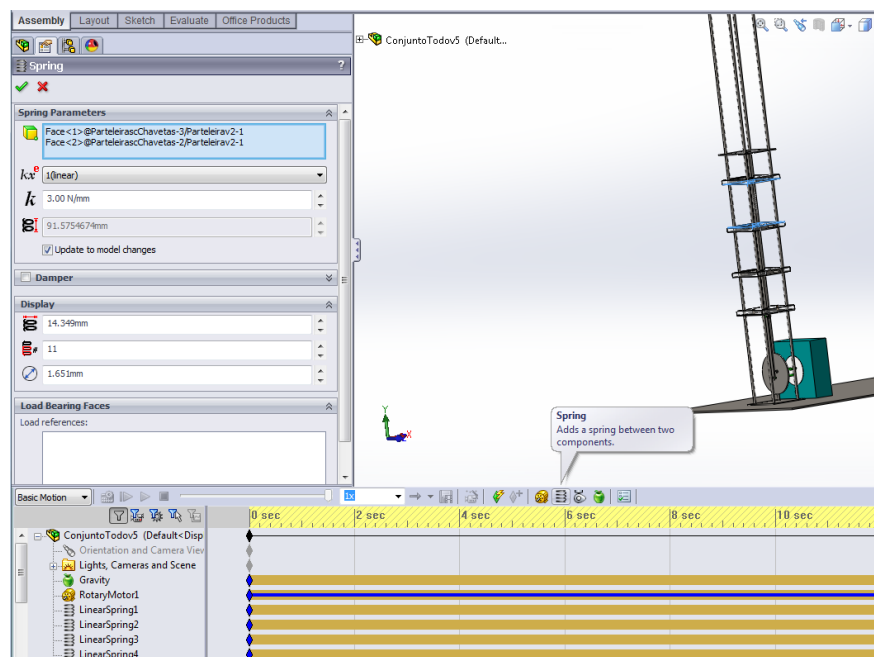 Assembly Layout Sketch Evaluate Office Products
ConjuntoTodov5 (Default...
Spring ?
Spring Parameters
Face<1>@ParteleirascChavetas-3/Parteleirav2-1
Face<2>@ParteleirascChavetas-2/Parteleirav2-1
kx^e 1(linear)
k 3.00 N/mm
91.5754674mm
Update to model changes
Damper
Display
14.349mm
# 11
1.651mm
Load Bearing Faces
Load references:
Y
X
Spring
Adds a spring between two
components.
Basic Motion 1x
0 sec 2 sec 4 sec 6 sec 8 sec 10 sec
ConjuntoTodov5 (Default<Disp
Orientation and Camera View
Lights, Cameras and Scene
Gravity
RotaryMotor1
LinearSpring1
LinearSpring2
LinearSpring3
LinearSpring4